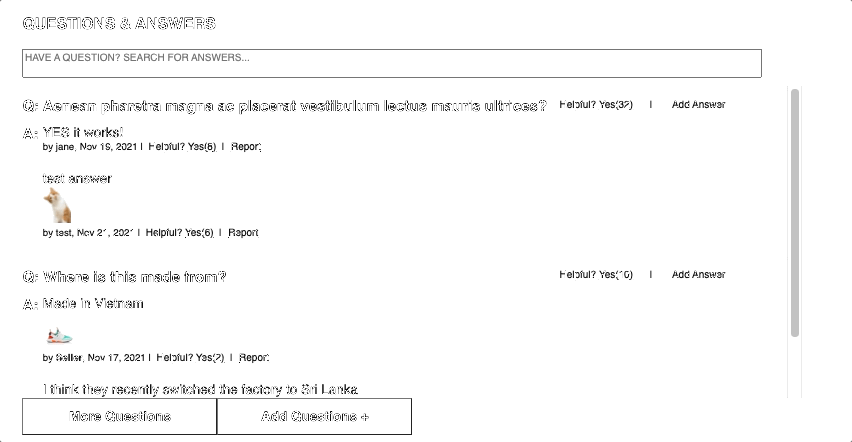 QUESTIONS & ANSWERS
HAVE A QUESTION? SEARCH FOR ANSWERS...
Q: Aenean pharetra magna ac placerat vestibulum lectus mauris ultrices? Helpful? Yes(32) | Add Answer
A: YES it works!
by jane, Nov 19, 2021 | Helpful? Yes(6) | Report
test answer
by test, Nov 21, 2021 | Helpful? Yes(6) | Report
Q: Where is this made from? Helpful? Yes(16) | Add Answer
A: Made in Vietnam
by Seller, Nov 17, 2021 | Helpful? Yes(2) | Report
I think they recently switched the factory to Sri Lanka
More Questions Add Questions +